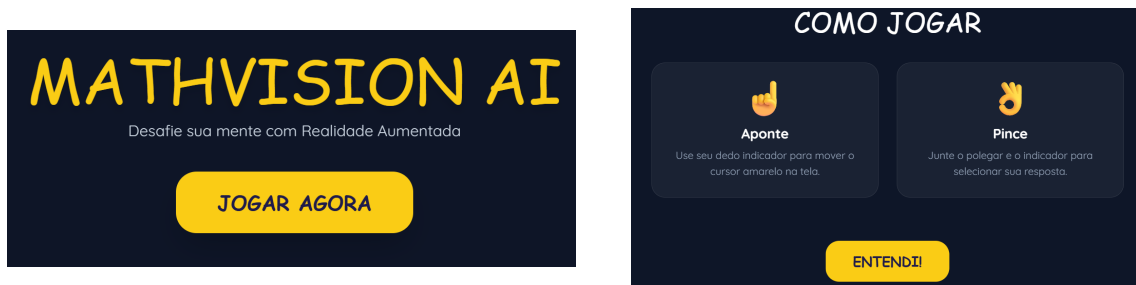 MATHVISION AI
Desafie sua mente com Realidade Aumentada
JOGAR AGORA
COMO JOGAR
Aponte
Use seu dedo indicador para mover o
cursor amarelo na tela.
Pince
Junte o polegar e o indicador para
selecionar sua resposta.
ENTENDI!